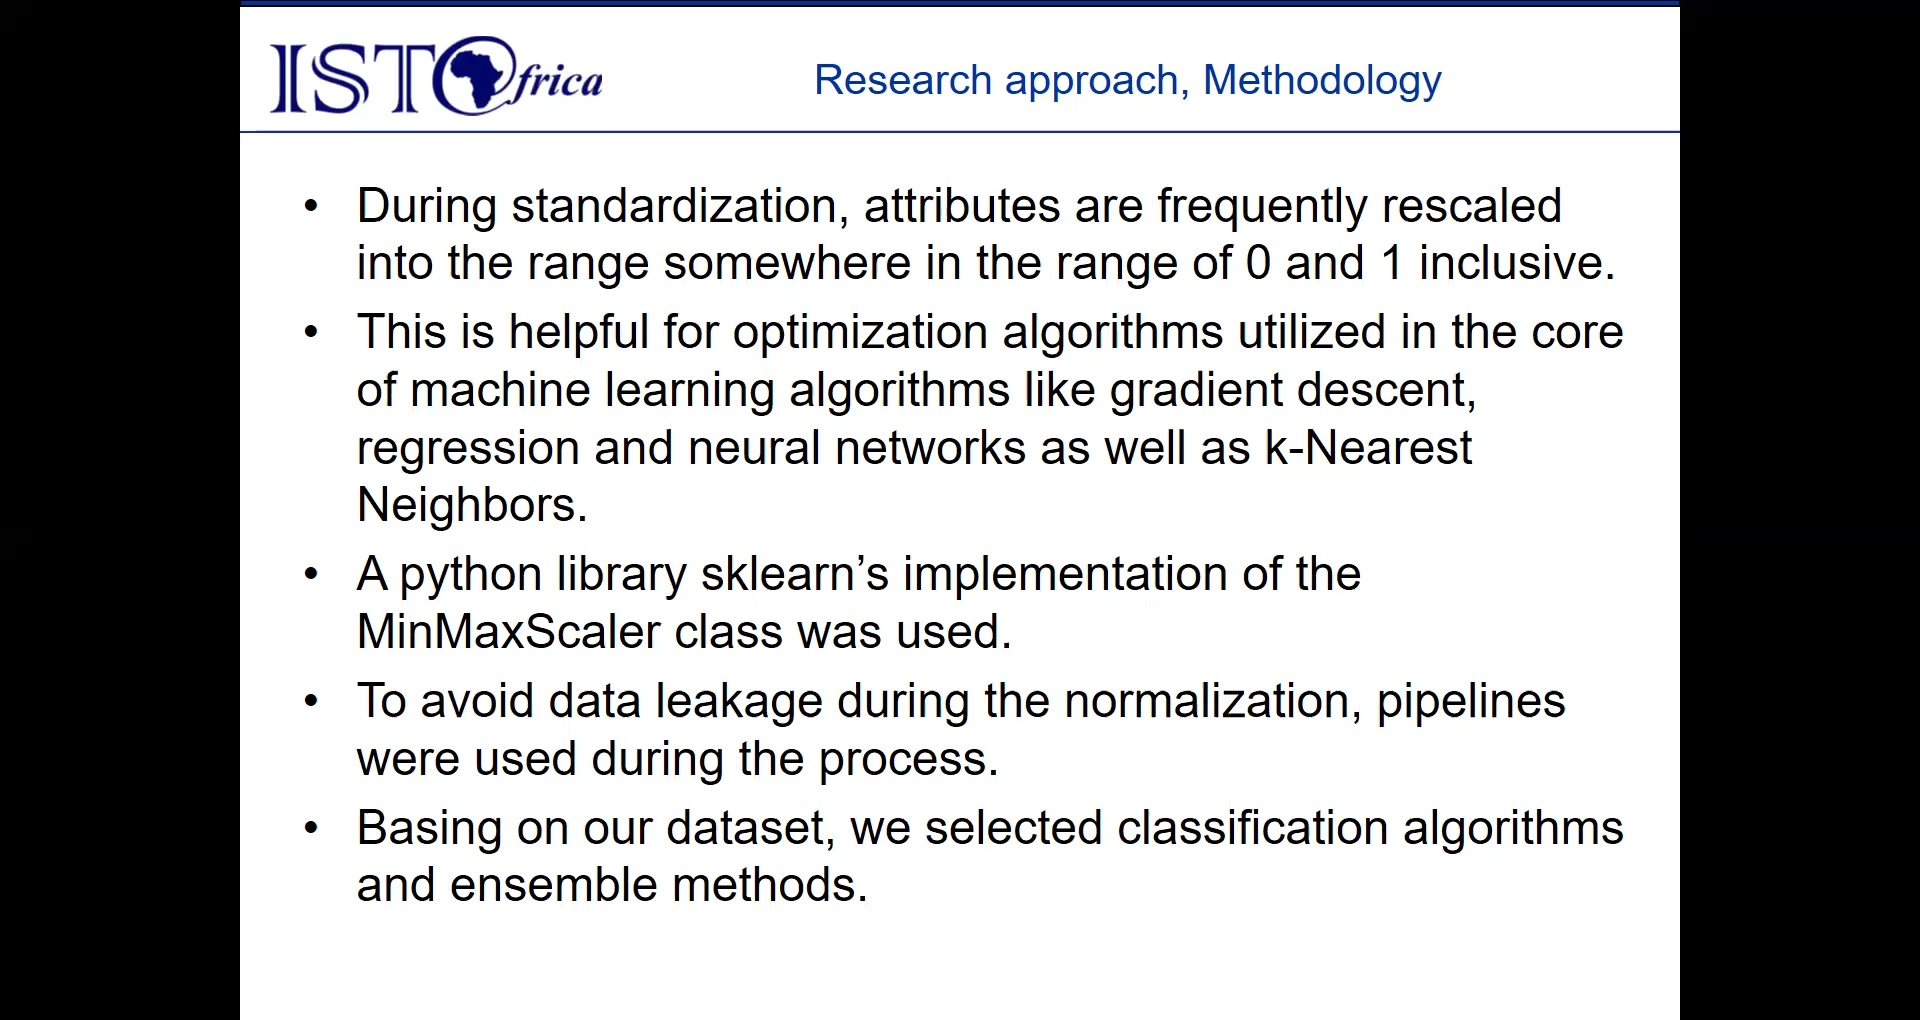 IST@frica
Research approach, Methodology
• During standardization, attributes are frequently rescaled
into the range somewhere in the range of 0 and 1 inclusive.
• This is helpful for optimization algorithms utilized in the core
of machine learning algorithms like gradient descent,
regression and neural networks as well as k-Nearest
Neighbors.
• A python library sklearn’s implementation of the
MinMaxScaler class was used.
• To avoid data leakage during the normalization, pipelines
were used during the process.
• Basing on our dataset, we selected classification algorithms
and ensemble methods.